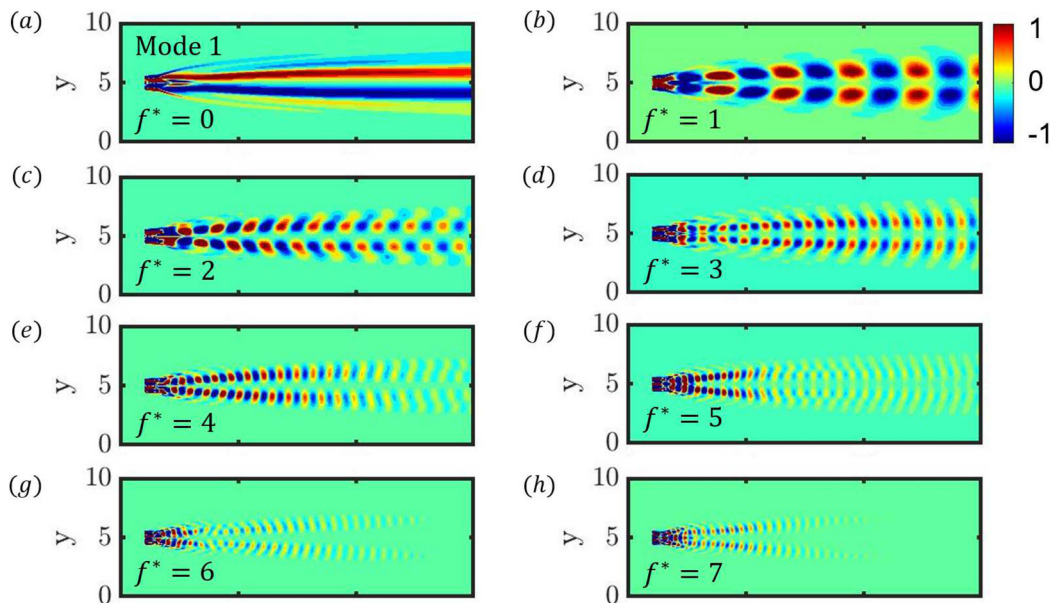 (a)
10
y
5
0
Mode 1
f* = 0
(b)
10
y
5
0
f* = 1
1
0
-1
(c)
10
y
5
0
f* = 2
(d)
10
y
5
0
f* = 3
(e)
10
y
5
0
f* = 4
(f)
10
y
5
0
f* = 5
(g)
10
y
5
0
f* = 6
(h)
10
y
5
0
f* = 7